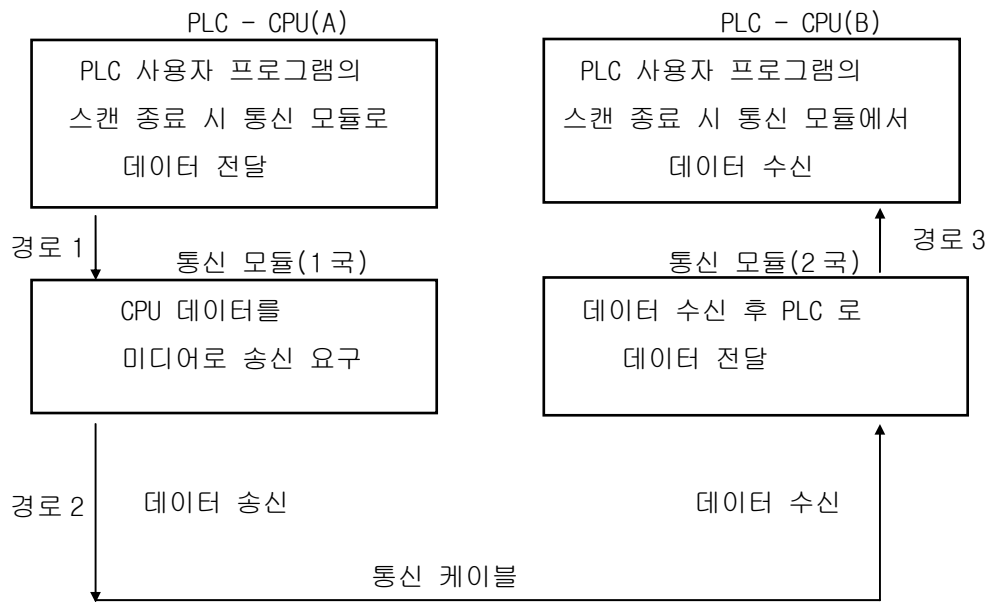 PLC - CPU(A)
PLC 사용자 프로그램의
스캔 종료 시 통신 모듈로
데이터 전달
경로 1
통신 모듈(1 국)
CPU 데이터를
미디어로 송신 요구
경로 2
데이터 송신
통신 케이블
PLC - CPU(B)
PLC 사용자 프로그램의
스캔 종료 시 통신 모듈에서
데이터 수신
경로 3
통신 모듈(2 국)
데이터 수신 후 PLC 로
데이터 전달
데이터 수신